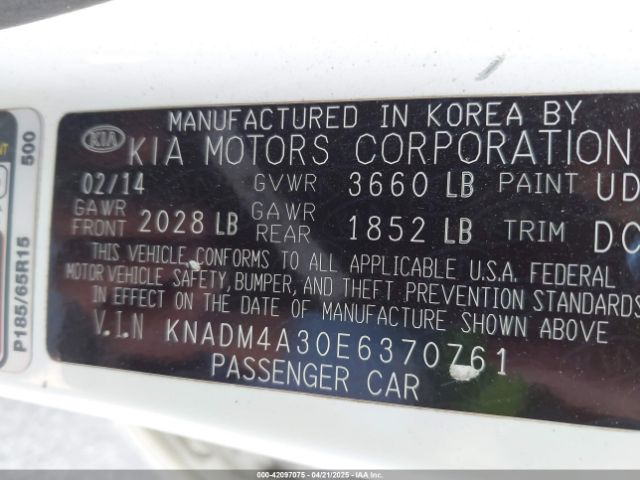 MANUFACTURED IN KOREA BY
KIA KIA MOTORS CORPORATION
02/14 GVWR 3660 LB PAINT UD
GAWR FRONT 2028 LB GAWR REAR 1852 LB TRIM DC
THIS VEHICLE CONFORMS TO ALL APPLICABLE U.S.A. FEDERAL
MOTOR VEHICLE SAFETY, BUMPER, AND THEFT PREVENTION STANDARDS
IN EFFECT ON THE DATE OF MANUFACTURE SHOWN ABOVE
V.I.N KNADM4A30E6370761
PASSENGER CAR
500
P185/65R15
000-42097075 - 04/21/2025 - IAA, Inc.